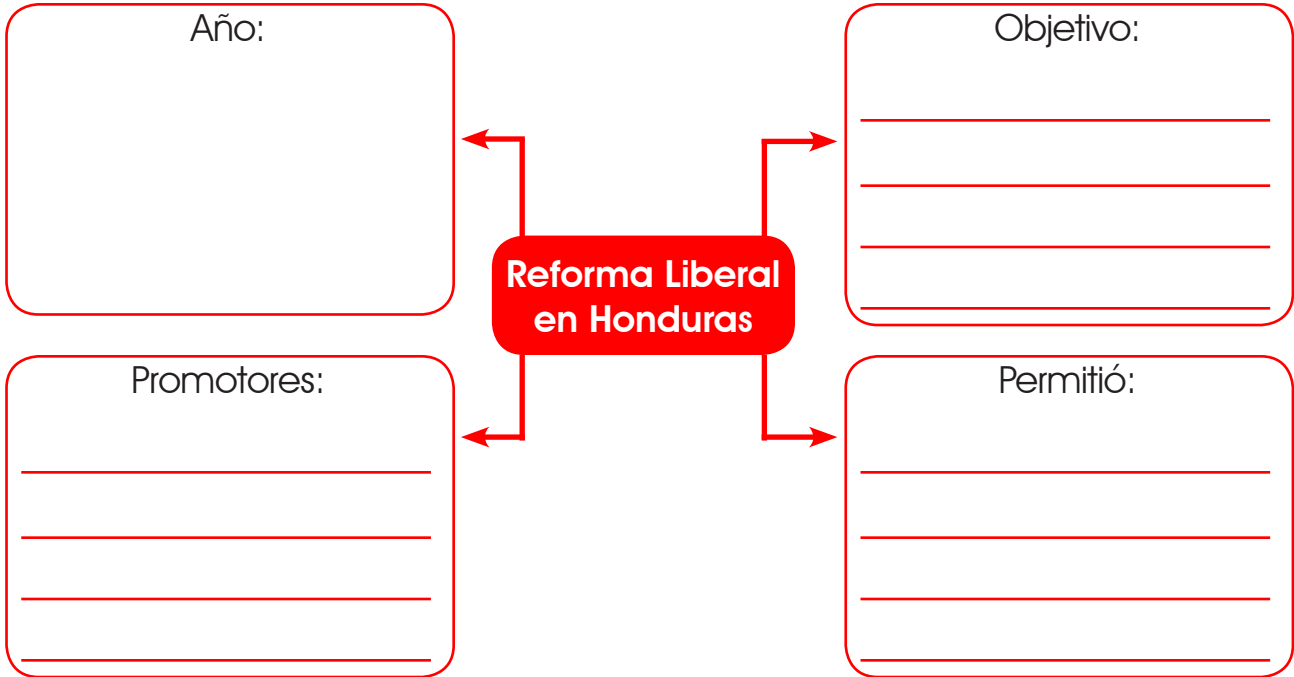 Año:
Objetivo:
Reforma Liberal
en Honduras
Promotores:
Permitió: